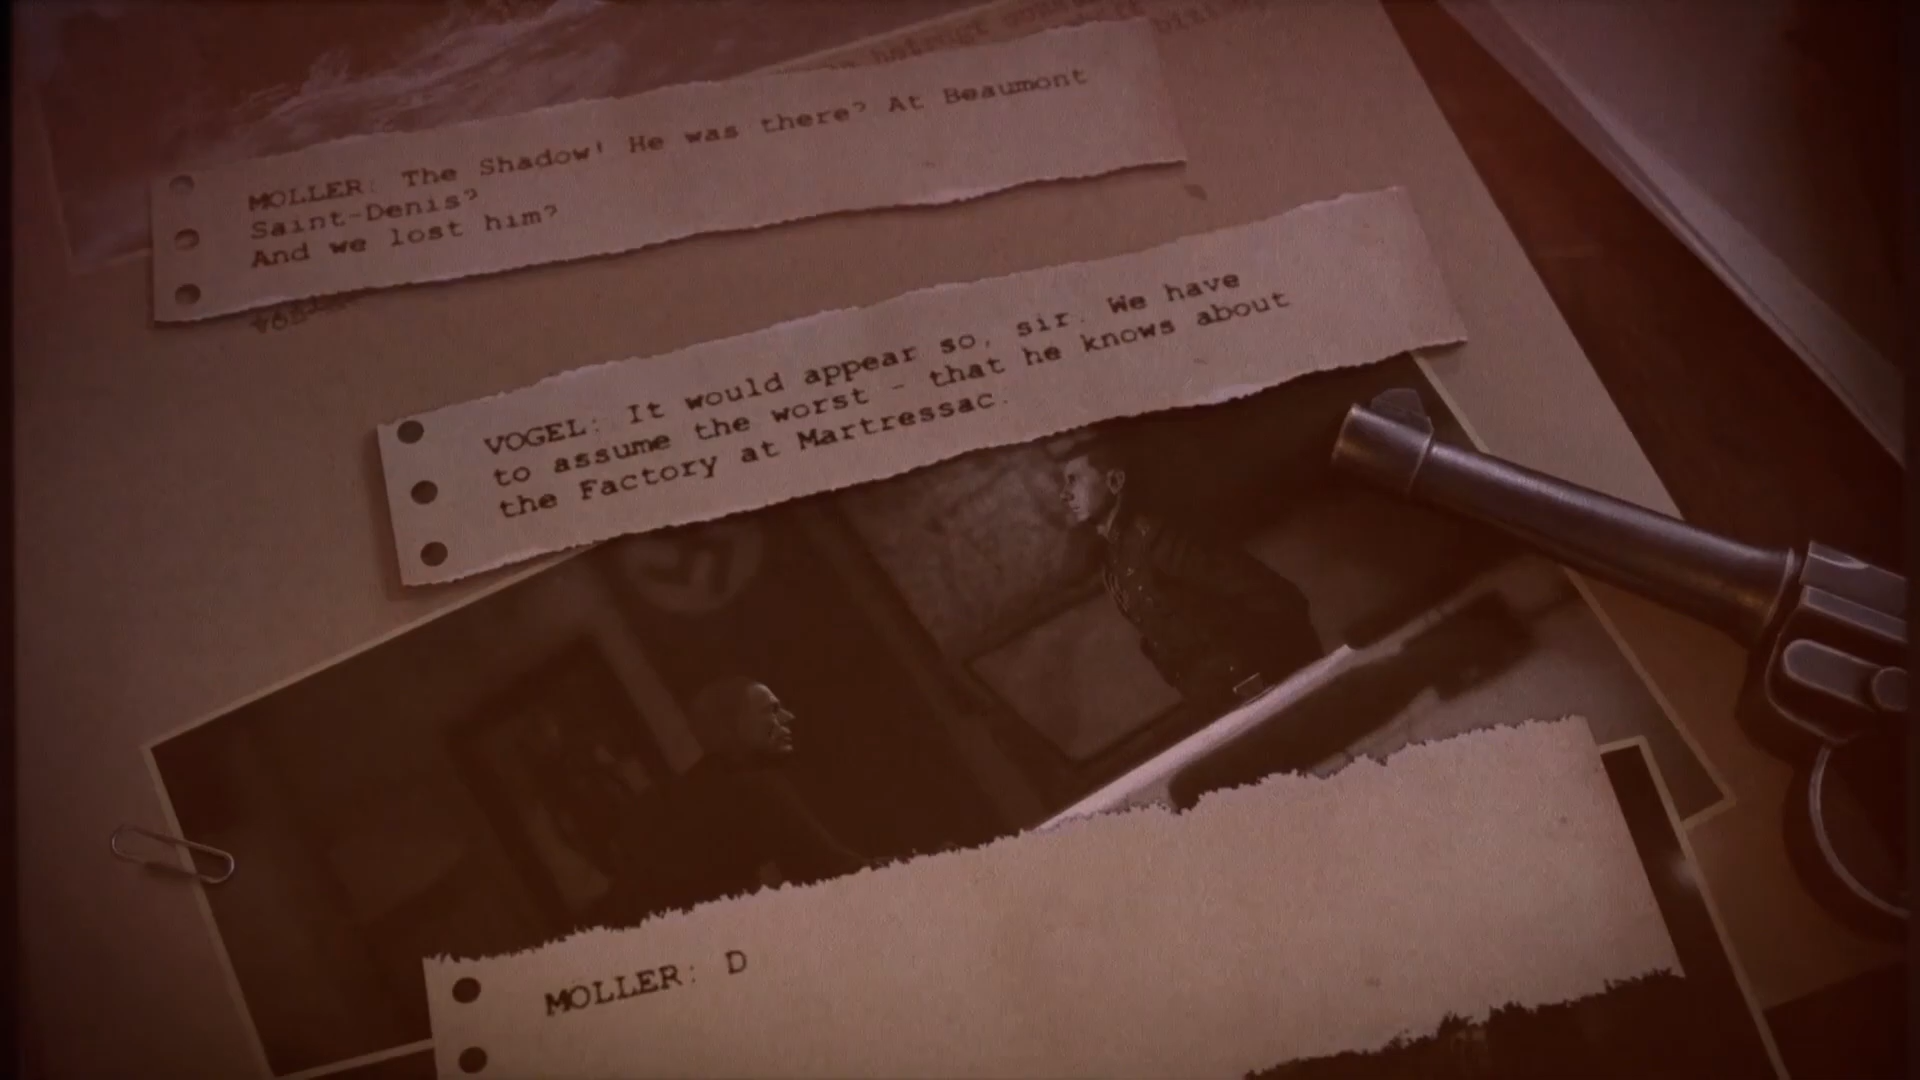 MOLLER: The Shadow! He was there? At Beaumont
Saint-Denis?
And we lost him?
VOGEL: It would appear so, sir. We have
to assume the worst - that he knows about
the Factory at Martressac.
MOLLER: D